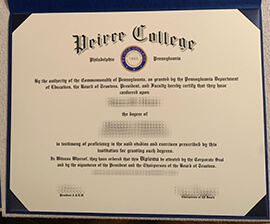 Peirce College
Philadelphia Pennsylvania
By the authority of the Commonwealth of Pennsylvania, as granted by the Pennsylvania Department
of Education, the Board of Trustees, President, and Faculty hereby certify that they have
conferred upon
the degree of
in testimony of proficiency in the said studies and exercises prescribed by this
institution for granting such degrees.
In Witness Whereof, they have ordered that this Diploma be attested by the Corporate Seal
and by the signatures of the President and the Chairperson of the Board of Trustees.